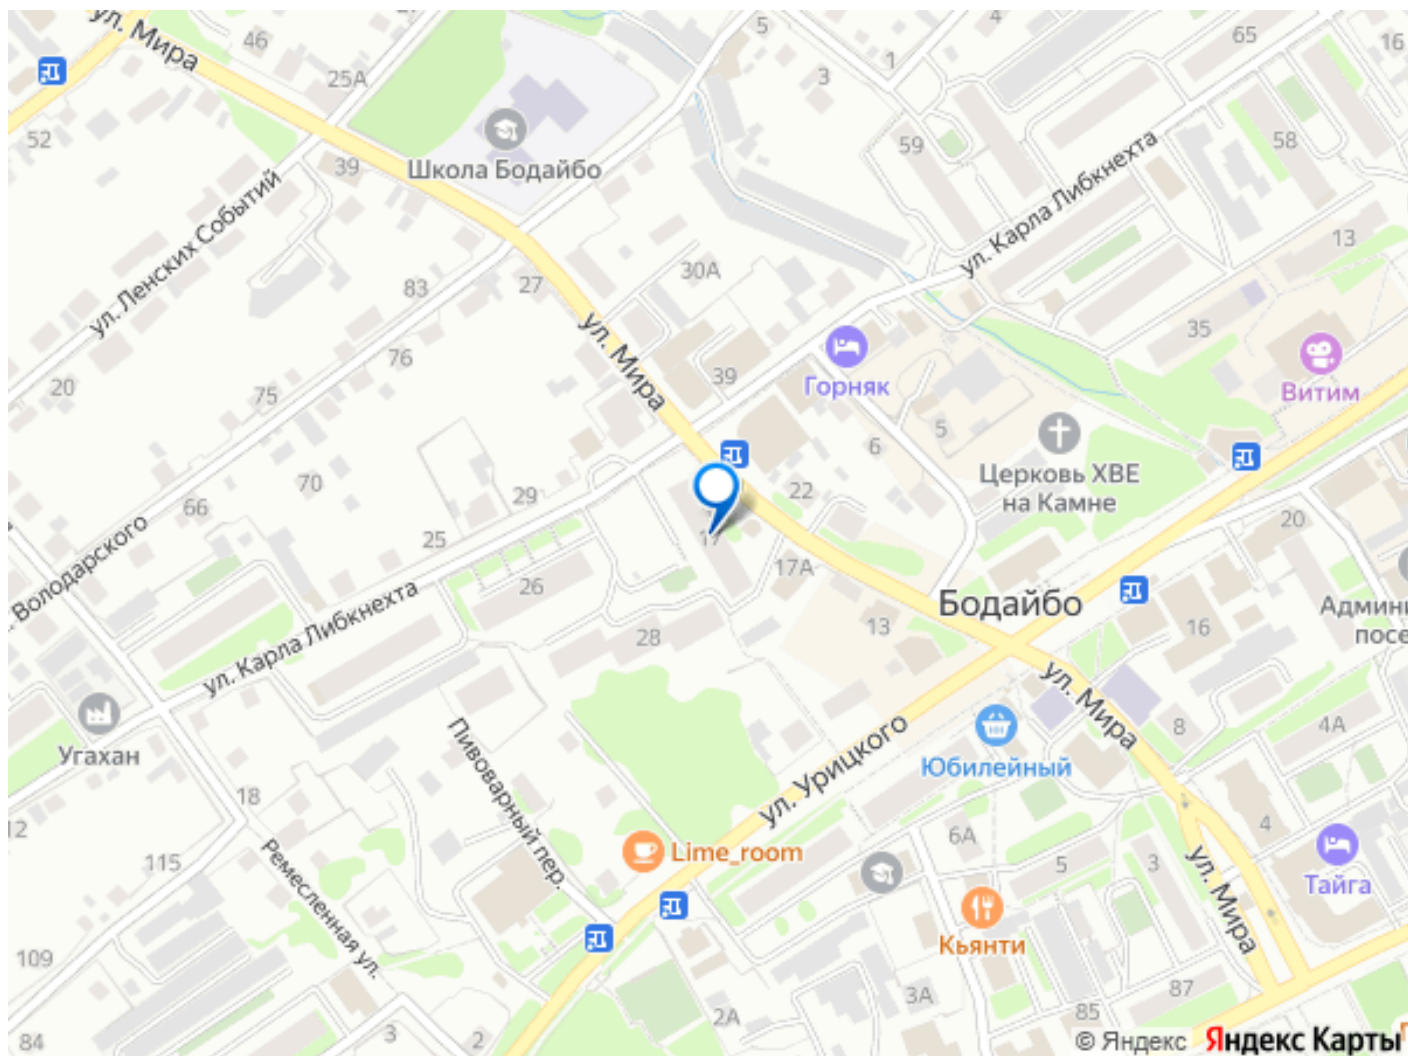 ул. Мира
46
5
4
65
16
25А
3
1
52
Школа Бодайбо
59
58
39
ул. Карла Либкнехта
ул. Ленских Событий
13
30А
83
27
35
ул. Мира
76
Горняк
Витим
39
20
75
5
6
Церковь ХВЕ
на Камне
70
29
22
66
20
Володарского
25
17
17А
26
Бодайбо
Админи
посе
13
16
28
ул. Карла Либкнехта
ул. Мира
Угахан
Пивоварный пер.
ул. Урицкого
Юбилейный
8
4А
18
12
115
Ремесленная ул.
Lime_room
6А
5
3
4
ул. Мира
Тайга
Кьянти
109
3А
87
85
2А
84
3
2
© Яндекс Яндекс Карты